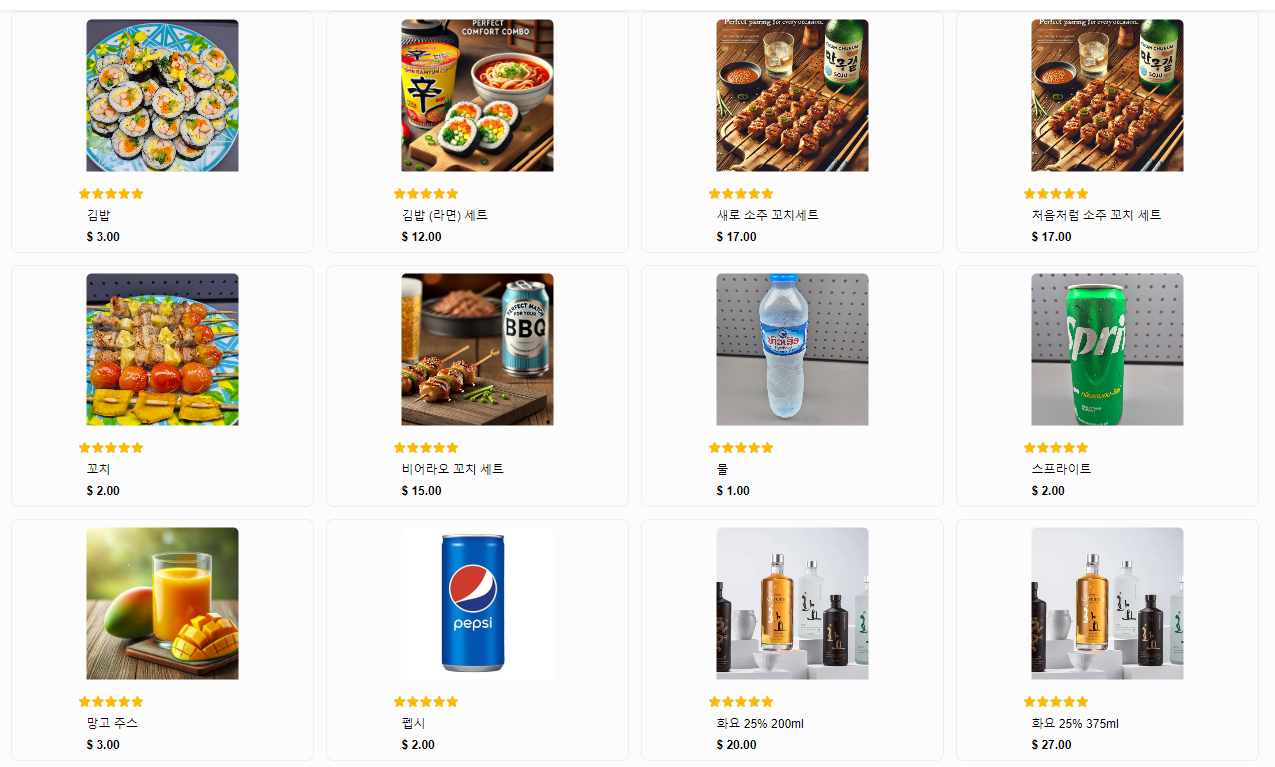 PERFECT
COMFORT COMBO
辛
Perfect pairing for every occasion.
CHUM CHURUM
SOJU
Perfect pairing for every occasion.
CHUM CHURUM
SOJU
김밥
$ 3.00
김밥 (라면) 세트
$ 12.00
새로 소주 꼬치세트
$ 17.00
처음처럼 소주 꼬치 세트
$ 17.00
PERFECT MATCH
FOR YOUR
BBQ
Sprit
꼬치
$ 2.00
비어라오 꼬치 세트
$ 15.00
물
$ 1.00
스프라이트
$ 2.00
pepsi
망고 주스
$ 3.00
펩시
$ 2.00
화요 25% 200ml
$ 20.00
화요 25% 375ml
$ 27.00